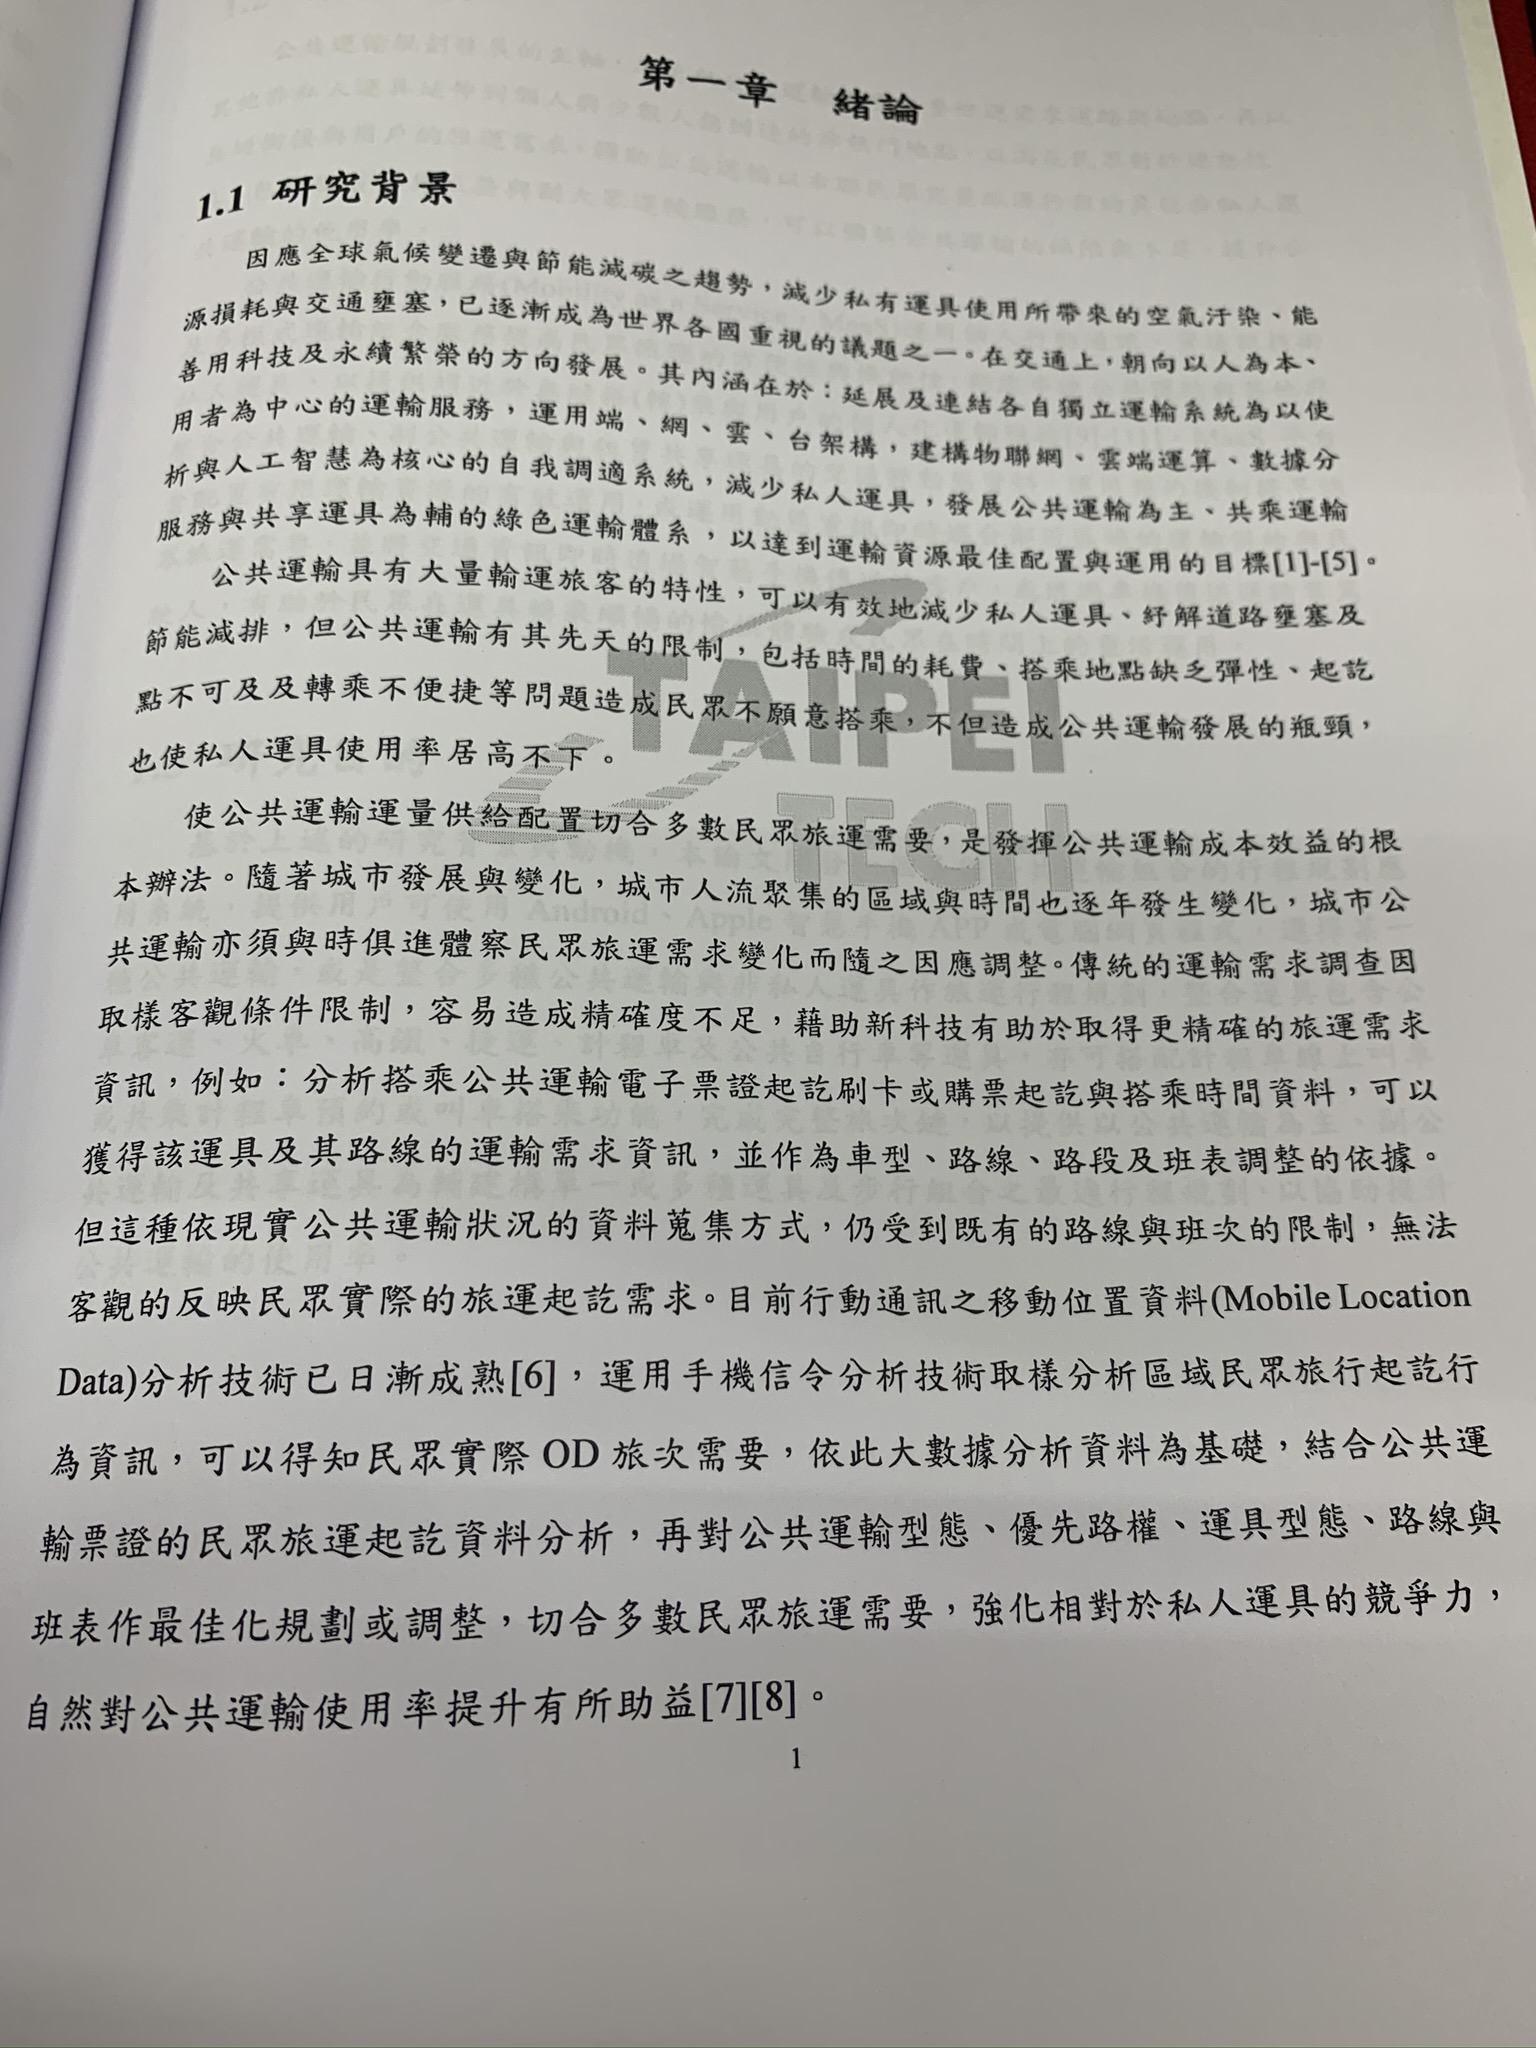 第一章 緒論
1.1 研究背景
因應全球氣候變遷與節能減碳之趨勢，減少私有運具使用所帶來的空氣汙染、能
源損耗與交通壅塞，已逐漸成為世界各國重視的議題之一。在交通上，朝向以人為本、
善用科技及永續繁榮的方向發展。其內涵在於：延展及連結各自獨立運輸系統為以使
用者為中心的運輸服務，運用端、網、雲、台架構，建構物聯網、雲端運算、數據分
析與人工智慧為核心的自我調適系統，減少私人運具，發展公共運輸為主、共乘運輸
服務與共享運具為輔的綠色運輸體系，以達到運輸資源最佳配置與運用的目標[1]-[5]。
公共運輸具有大量輸運旅客的特性，可以有效地減少私人運具、紓解道路壅塞及
節能減排，但公共運輸有其先天的限制，包括時間的耗費、搭乘地點缺乏彈性、起訖
點不可及及轉乘不便捷等問題造成民眾不願意搭乘，不但造成公共運輸發展的瓶頸，
也使私人運具使用率居高不下。
TAIPEI
TECH
使公共運輸運量供給配置切合多數民眾旅運需要，是發揮公共運輸成本效益的根
本辦法。隨著城市發展與變化，城市人流聚集的區域與時間也逐年發生變化，城市公
共運輸亦須與時俱進體察民眾旅運需求變化而隨之因應調整。傳統的運輸需求調查因
取樣客觀條件限制，容易造成精確度不足，藉助新科技有助於取得更精確的旅運需求
資訊，例如：分析搭乘公共運輸電子票證起訖刷卡或購票起訖與搭乘時間資料，可以
獲得該運具及其路線的運輸需求資訊，並作為車型、路線、路段及班表調整的依據。
但這種依現實公共運輸狀況的資料蒐集方式，仍受到既有的路線與班次的限制，無法
客觀的反映民眾實際的旅運起訖需求。目前行動通訊之移動位置資料(Mobile Location
Data)分析技術已日漸成熟[6]，運用手機信令分析技術取樣分析區域民眾旅行起訖行
為資訊，可以得知民眾實際 OD 旅次需要，依此大數據分析資料為基礎，結合公共運
輸票證的民眾旅運起訖資料分析，再對公共運輸型態、優先路權、運具型態、路線與
班表作最佳化規劃或調整，切合多數民眾旅運需要，強化相對於私人運具的競爭力，
自然對公共運輸使用率提升有所助益[7][8]。
1